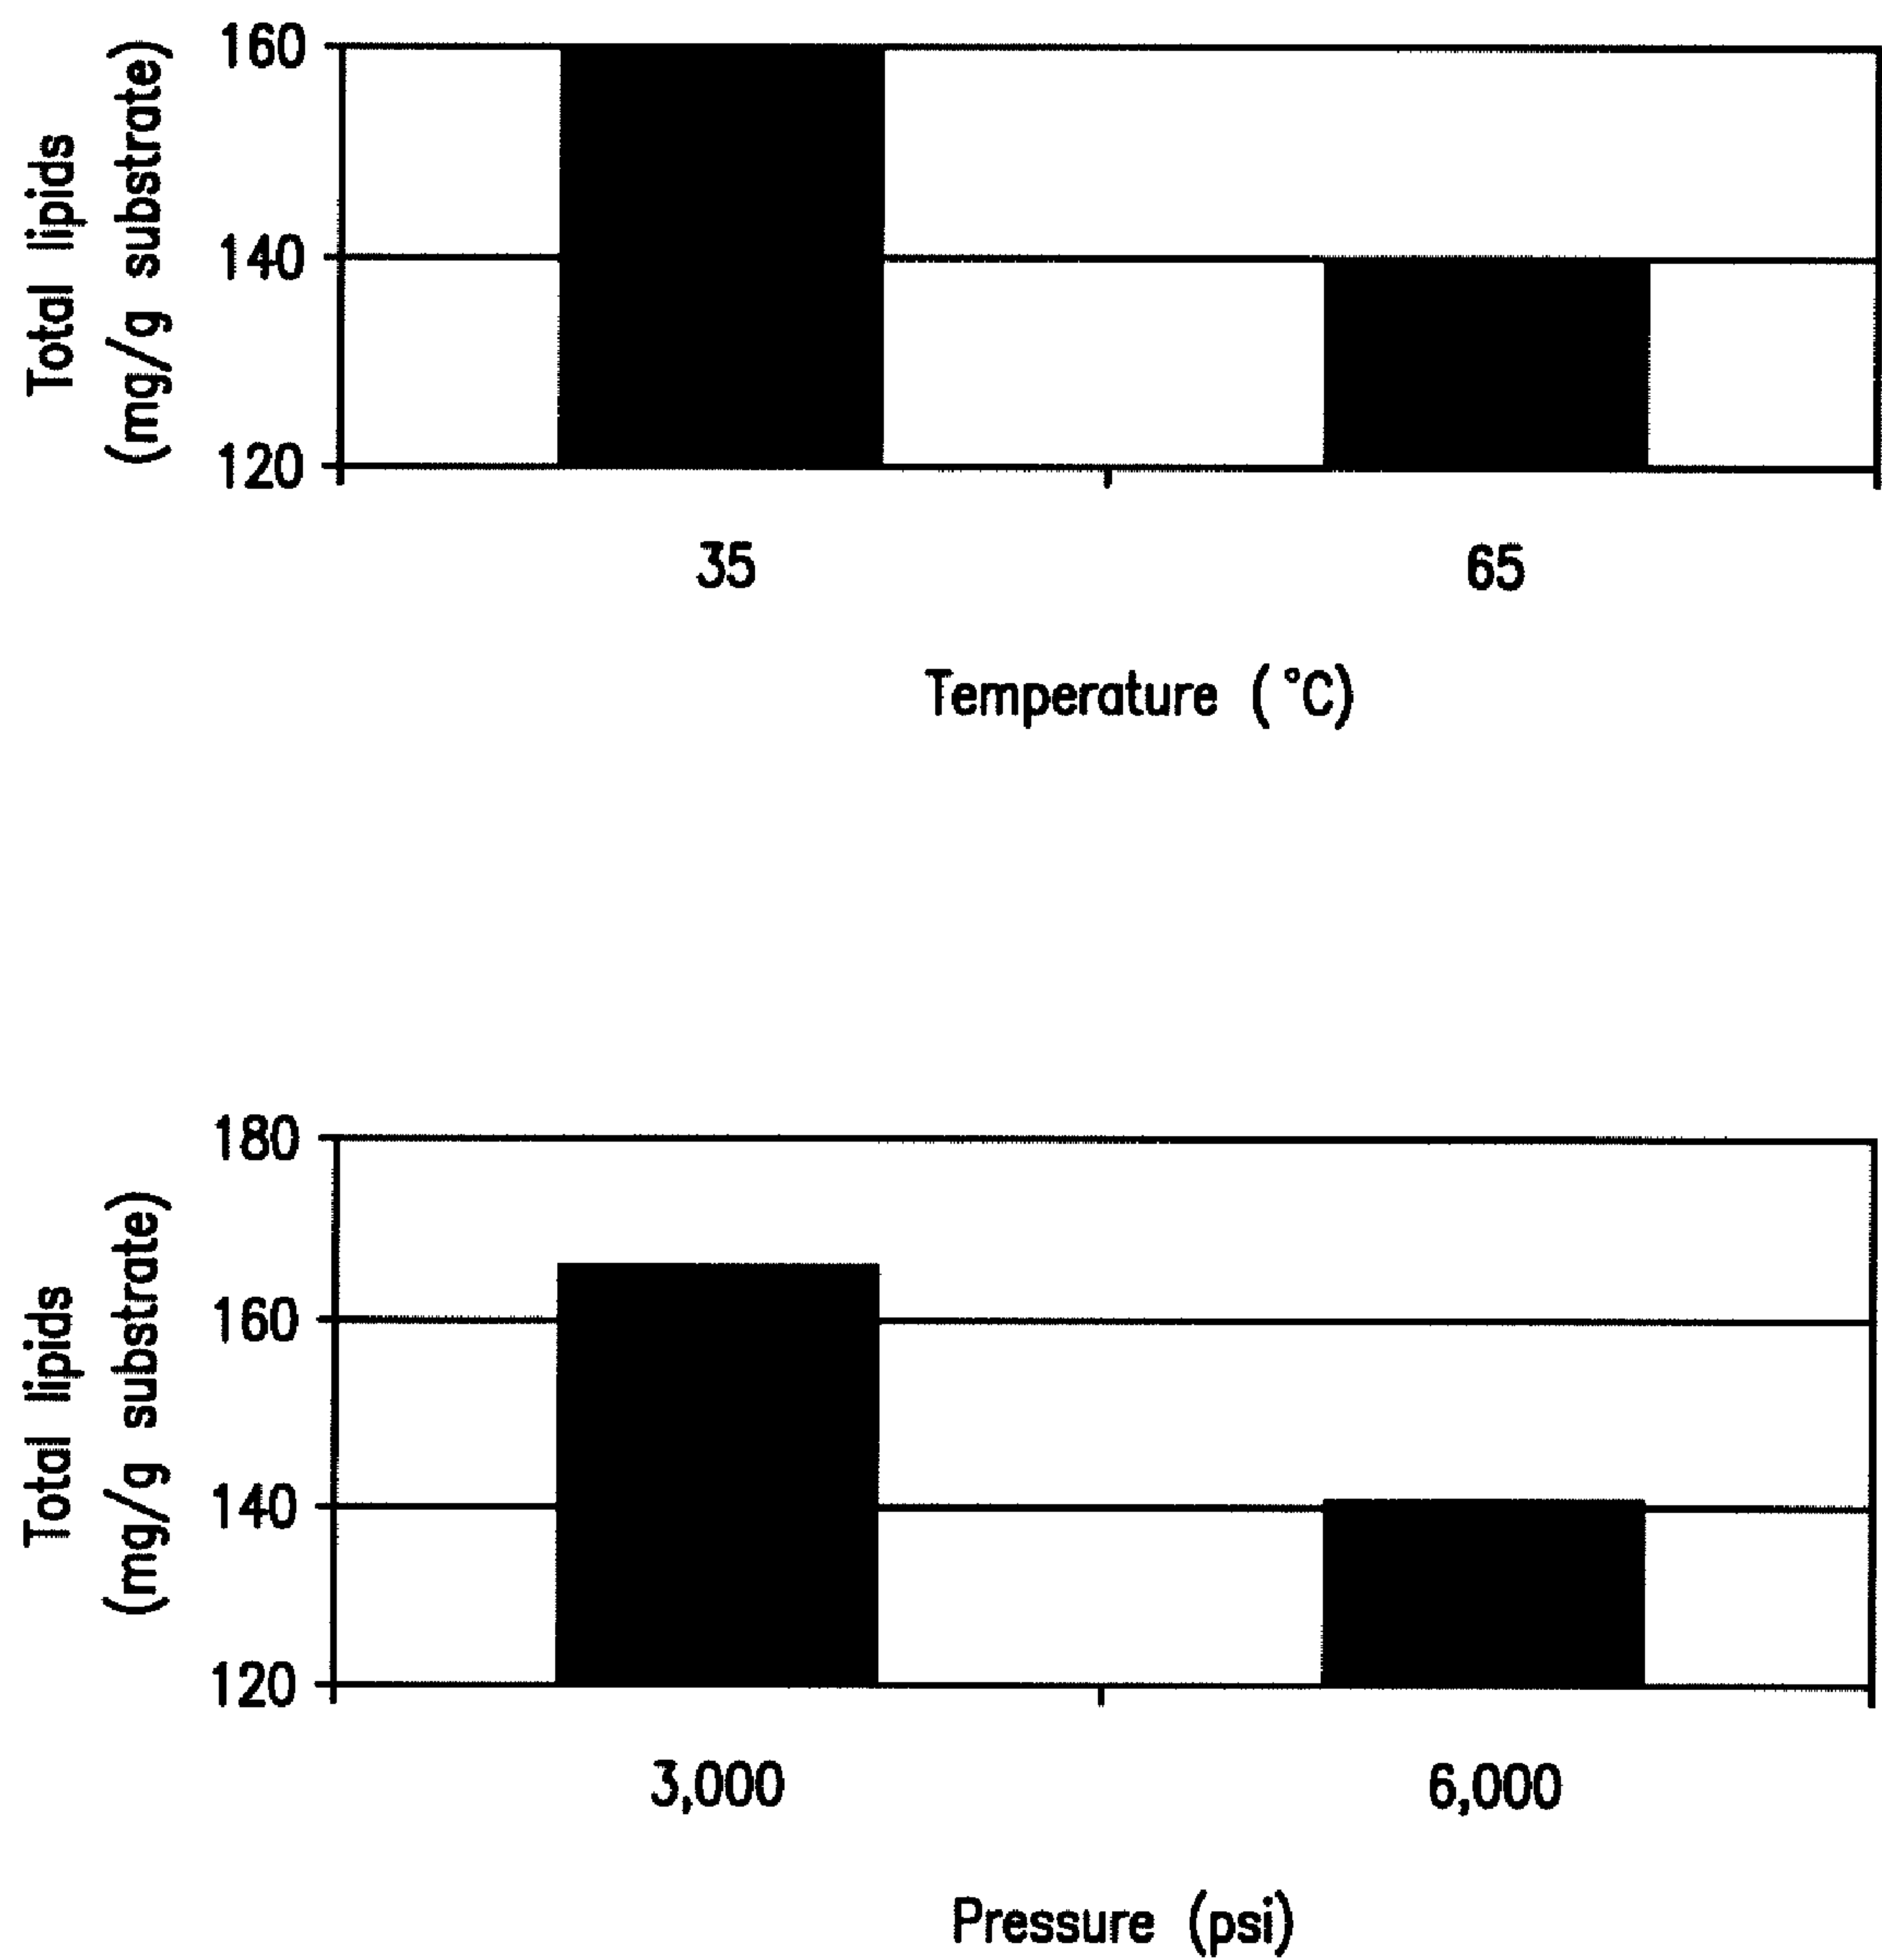 Total lipids
(mg/g substrate)
160
140
120
35
65
Temperature (°C)
Total lipids
(mg/g substrate)
180
160
140
120
3,000
6,000
Pressure (psi)